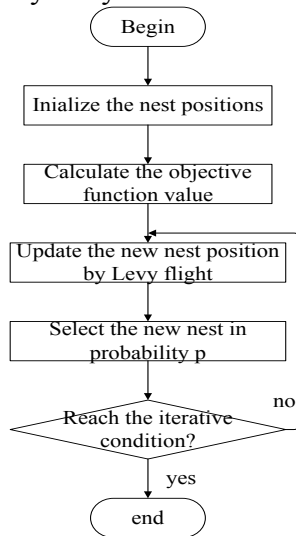 Begin
Inialize the nest positions
Calculate the objective
function value
Update the new nest position
by Levy flight
Select the new nest in
probability p
Reach the iterative
condition?
no
yes
end